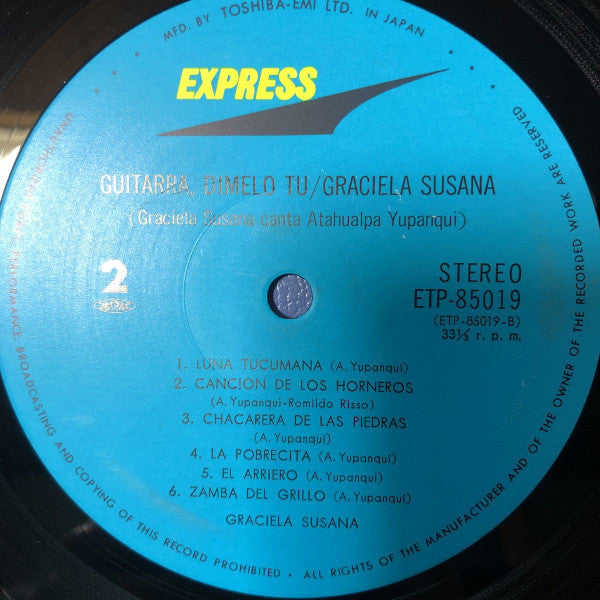 MFD. BY TOSHIBA-EMI LTD. IN JAPAN
EXPRESS
GUITARRA, DIMELO TU/GRACIELA SUSANA
(Graciela Susana canta Atahualpa Yupanqui)
2
STEREO
ETP-85019
(ETP-85019-B)
33⅓ r. p. m.
1. LUNA TUCUMANA (A. Yupanqui)
2. CANCION DE LOS HORNEROS
(A. Yupanqui-Romildo Risso)
3. CHACARERA DE LAS PIEDRAS
(A. Yupanqui)
4. LA POBRECITA (A. Yupanqui)
5. EL ARRIERO (A. Yupanqui)
6. ZAMBA DEL GRILLO (A. Yupanqui)
GRACIELA SUSANA
PERFORMANCE, BROADCASTING AND COPYING OF THIS RECORD PROHIBITED. • ALL RIGHTS OF THE MANUFACTURER AND OF THE OWNER OF THE RECORDED WORK ARE RESERVED